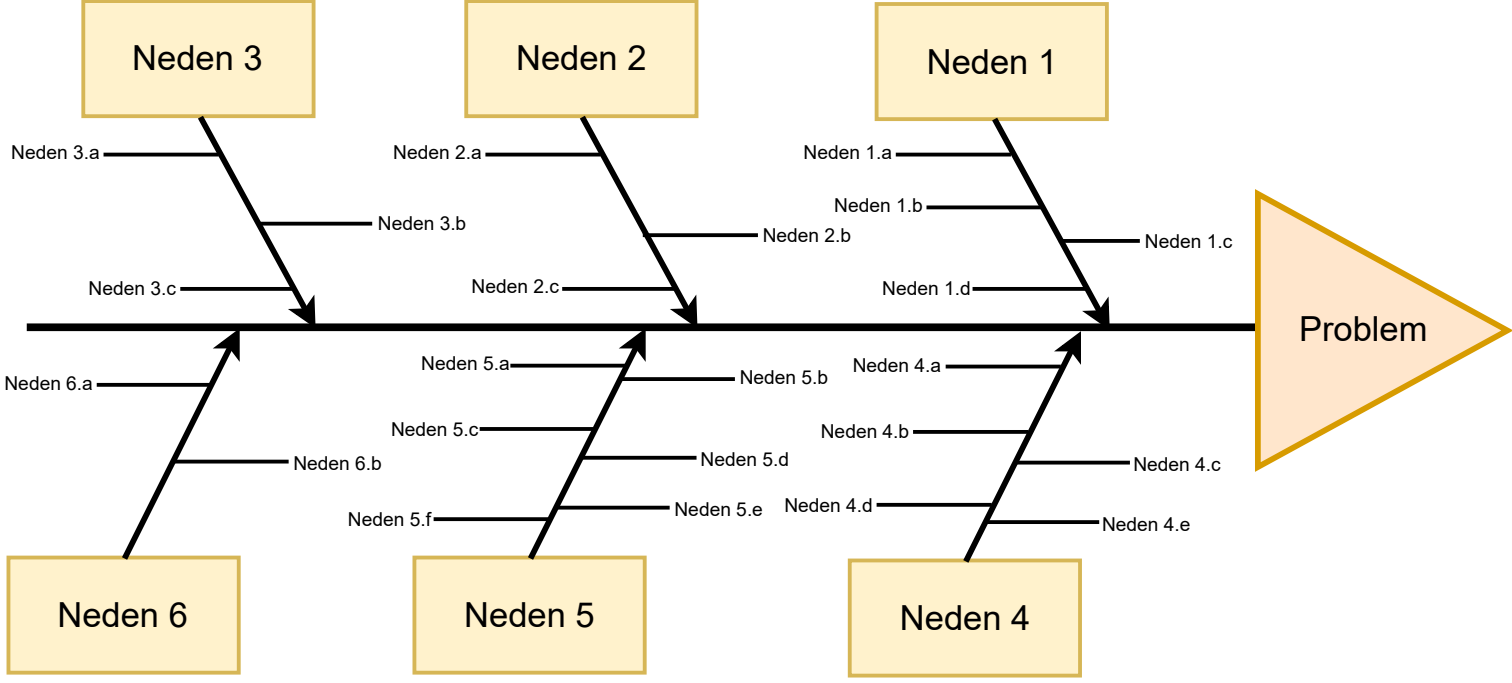 Neden 3
Neden 2
Neden 1
Neden 3.a
Neden 2.a
Neden 1.a
Neden 1.b
Neden 3.b
Neden 2.b
Neden 1.c
Neden 3.c
Neden 2.c
Neden 1.d
Problem
Neden 5.a
Neden 4.a
Neden 6.a
Neden 5.b
Neden 5.c
Neden 4.b
Neden 6.b
Neden 5.d
Neden 4.c
Neden 5.f
Neden 5.e
Neden 4.d
Neden 4.e
Neden 6
Neden 5
Neden 4